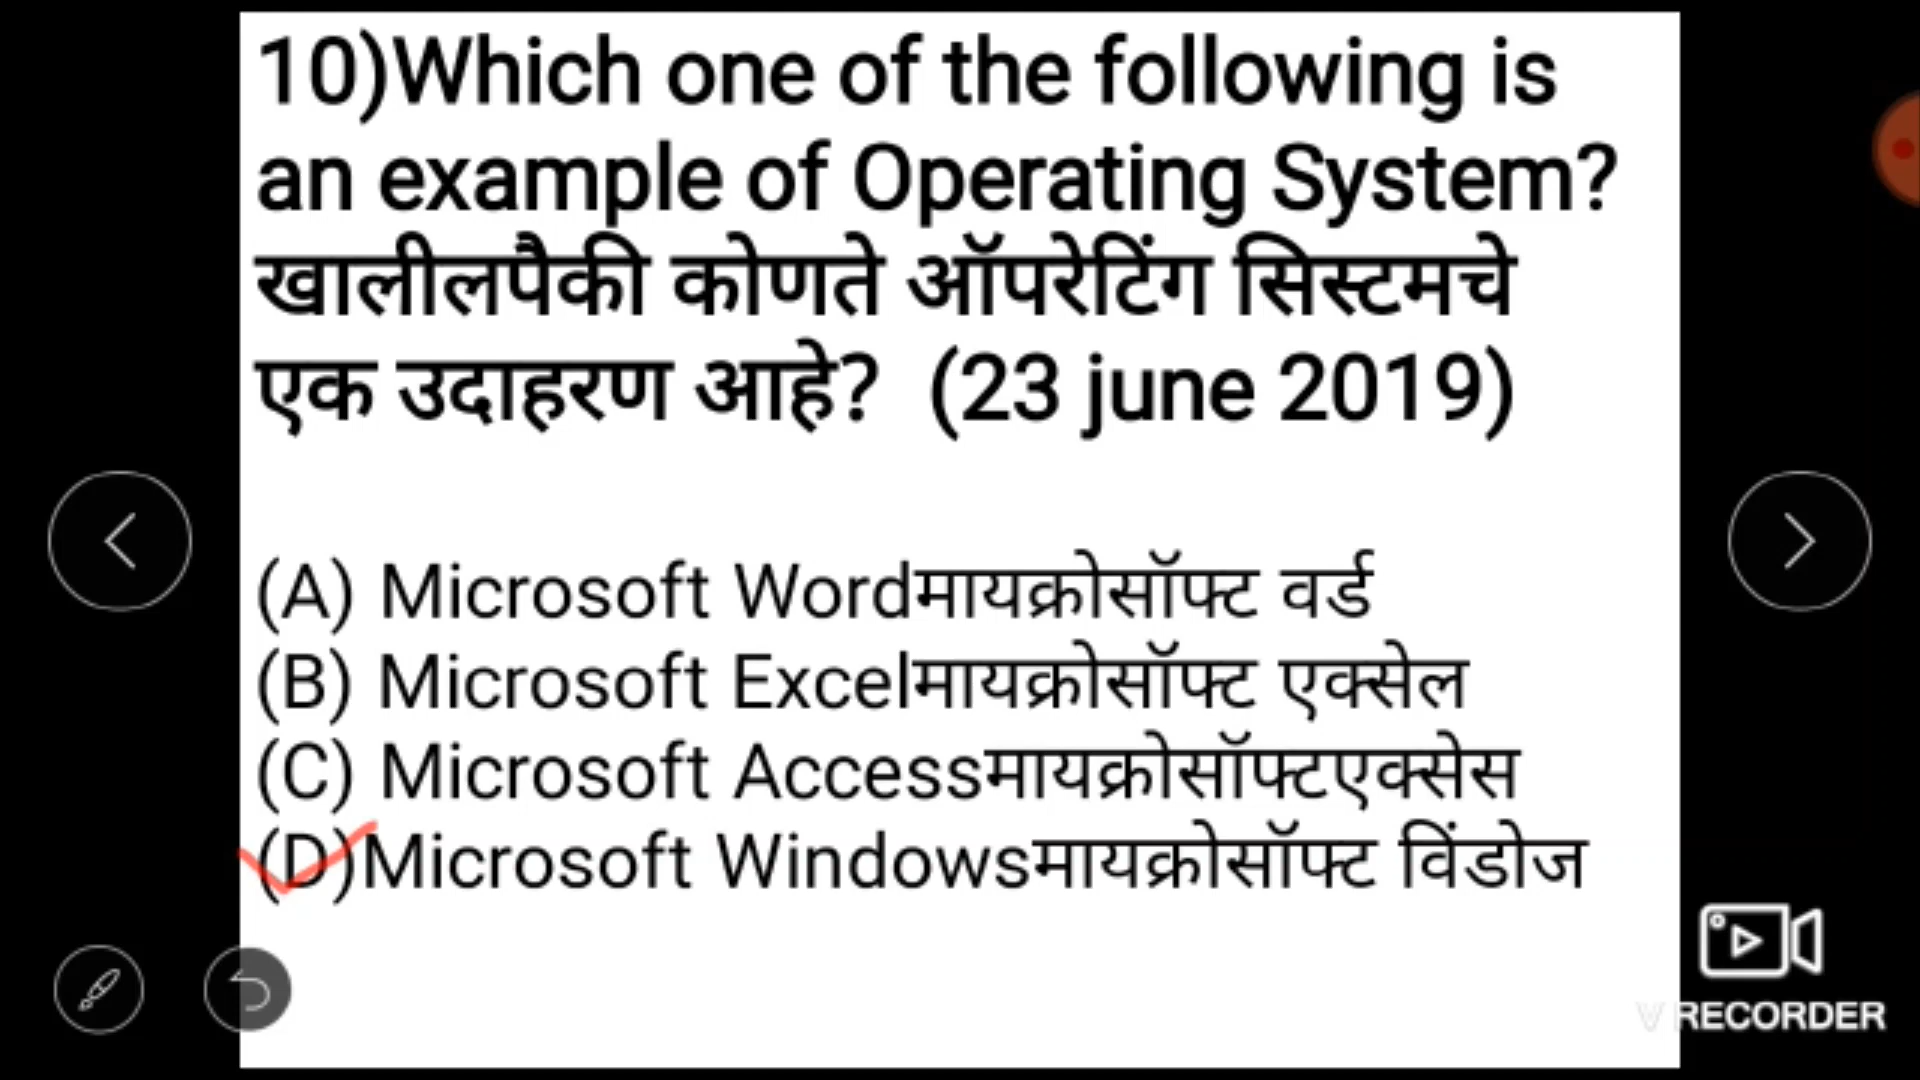 10)Which one of the following is
an example of Operating System?
खालीलपैकी कोणते ऑपरेटिंग सिस्टमचे
एक उदाहरण आहे? (23 june 2019)
(A) Microsoft Wordमायक्रोसॉफ्ट वर्ड
(B) Microsoft Excelमायक्रोसॉफ्ट एक्सेल
(C) Microsoft Accessमायक्रोसॉफ्टएक्सेस
(D)Microsoft Windowsमायक्रोसॉफ्ट विंडोज
V RECORDER